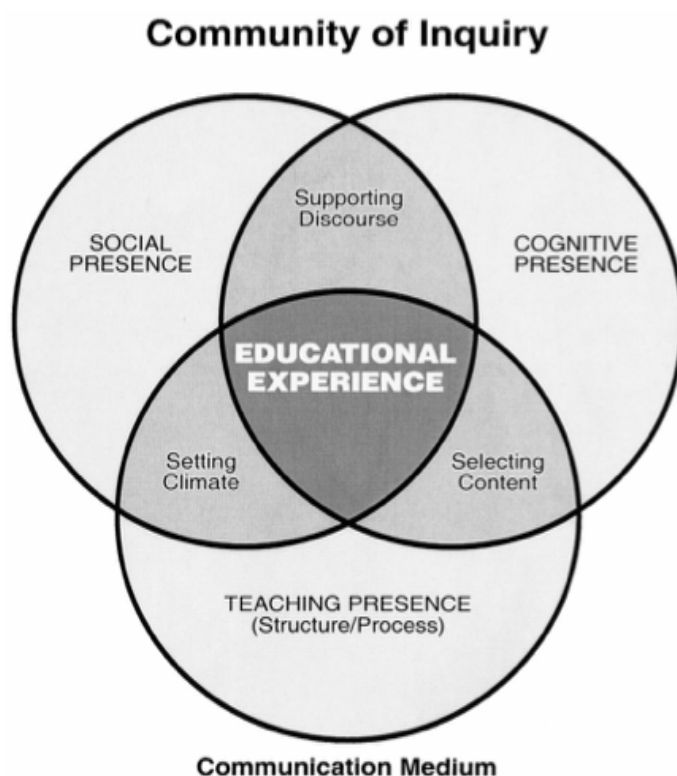 Community of Inquiry
Supporting
Discourse
SOCIAL
PRESENCE
COGNITIVE
PRESENCE
EDUCATIONAL
EXPERIENCE
Setting
Climate
Selecting
Content
TEACHING PRESENCE
(Structure/Process)
Communication Medium